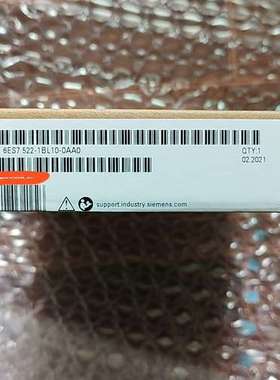 6ES7 522-1BL10-0AA0
QTY:1
02.2021
support.industry.siemens.com